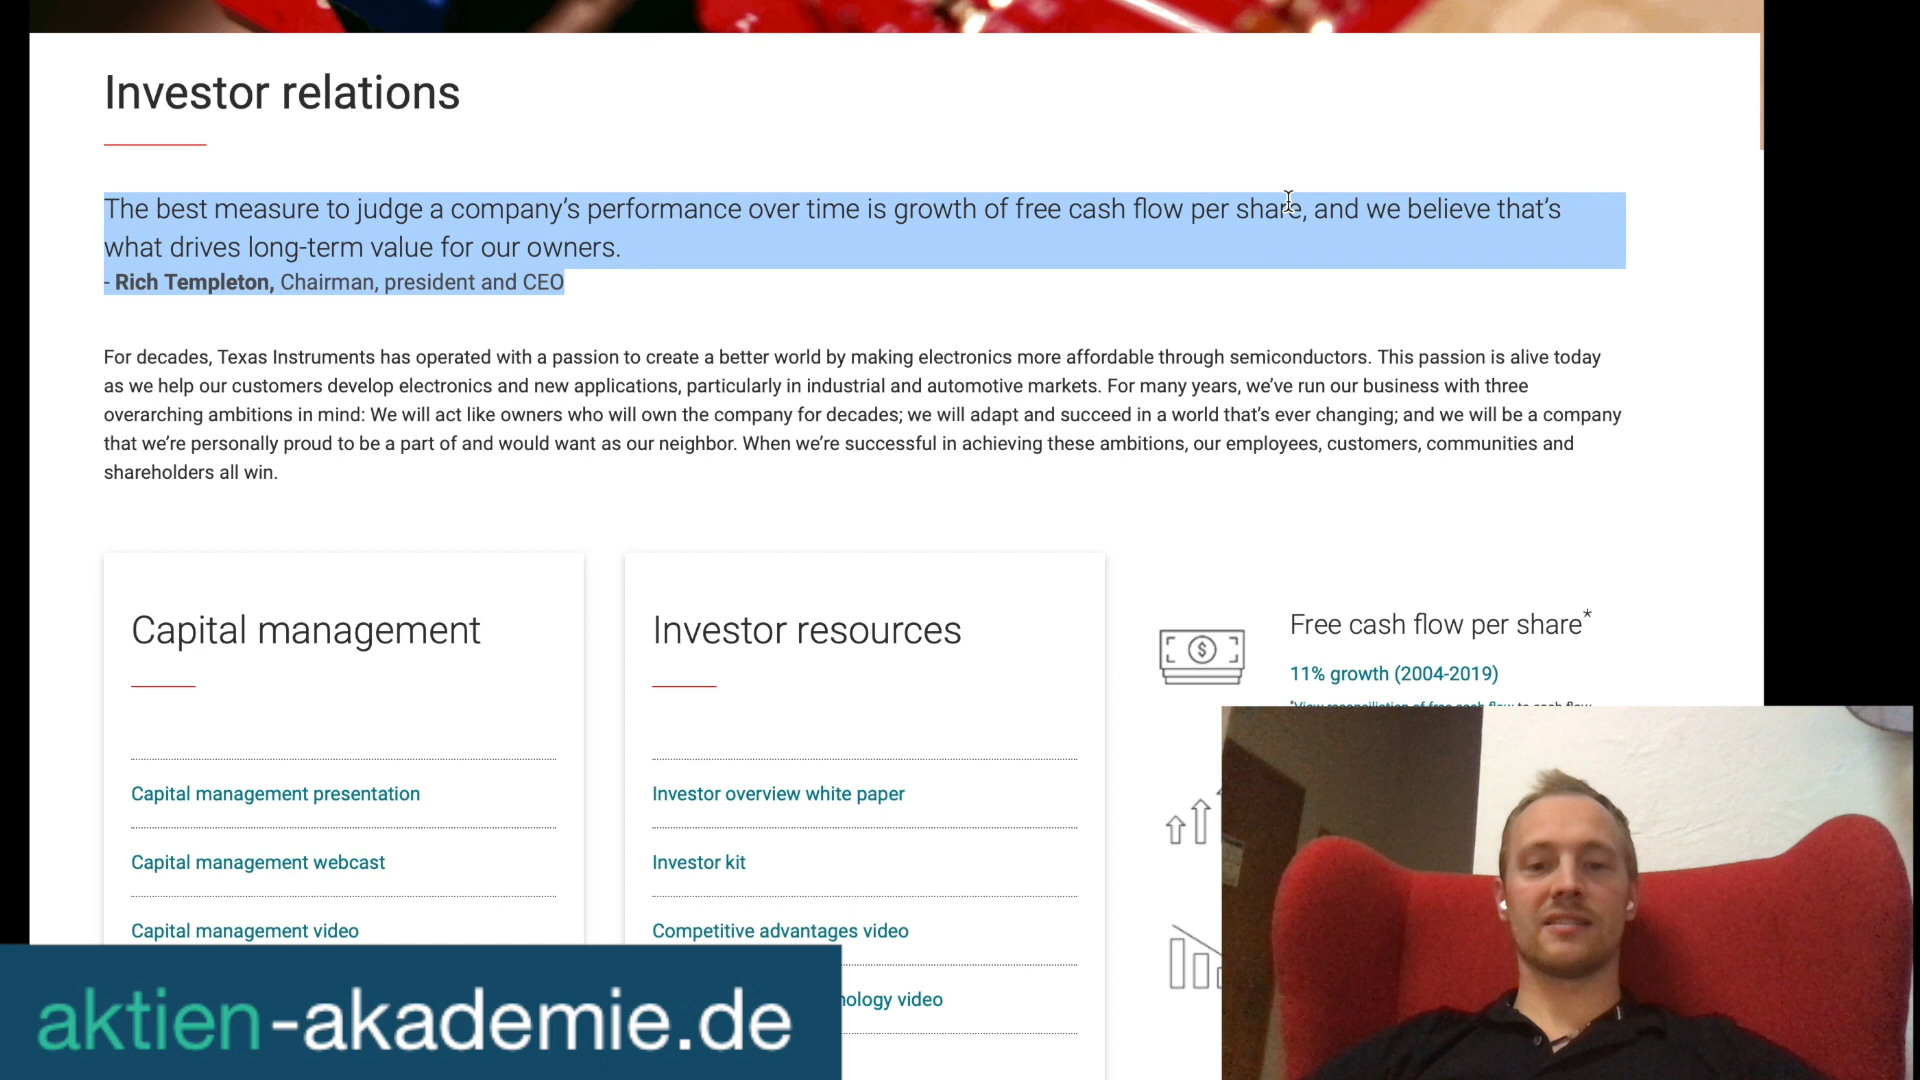 Investor relations
The best measure to judge a company's performance over time is growth of free cash flow per share, and we believe that's
what drives long-term value for our owners.
- Rich Templeton, Chairman, president and CEO
For decades, Texas Instruments has operated with a passion to create a better world by making electronics more affordable through semiconductors. This passion is alive today
as we help our customers develop electronics and new applications, particularly in industrial and automotive markets. For many years, we've run our business with three
overarching ambitions in mind: We will act like owners who will own the company for decades; we will adapt and succeed in a world that's ever changing; and we will be a company
that we're personally proud to be a part of and would want as our neighbor. When we're successful in achieving these ambitions, our employees, customers, communities and
shareholders all win.
Capital management
Capital management presentation
Capital management webcast
Capital management video
Investor resources
Investor overview white paper
Investor kit
Competitive advantages video
nology video
Free cash flow per share*
11% growth (2004-2019)
*View reconciliation of free cash flow to cash flow
$
aktien-akademie.de